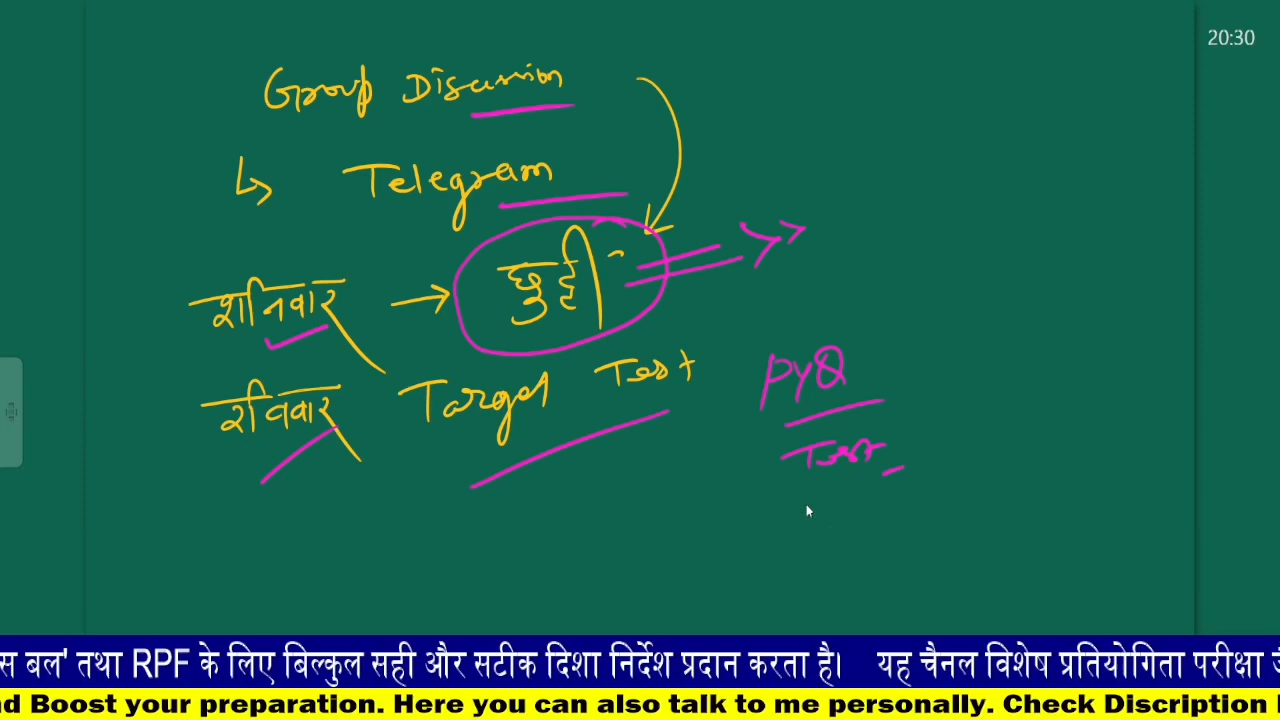 20:30
Group Discussion
↳ Telegram
शनिवार → छुट्टी
रविवार Target Test
PYQ
Test
स बल' तथा RPF के लिए बिल्कुल सही और सटीक दिशा निर्देश प्रदान करता है। यह चैनल विशेष प्रतियोगिता परीक्षा
nd Boost your preparation. Here you can also talk to me personally. Check Discription